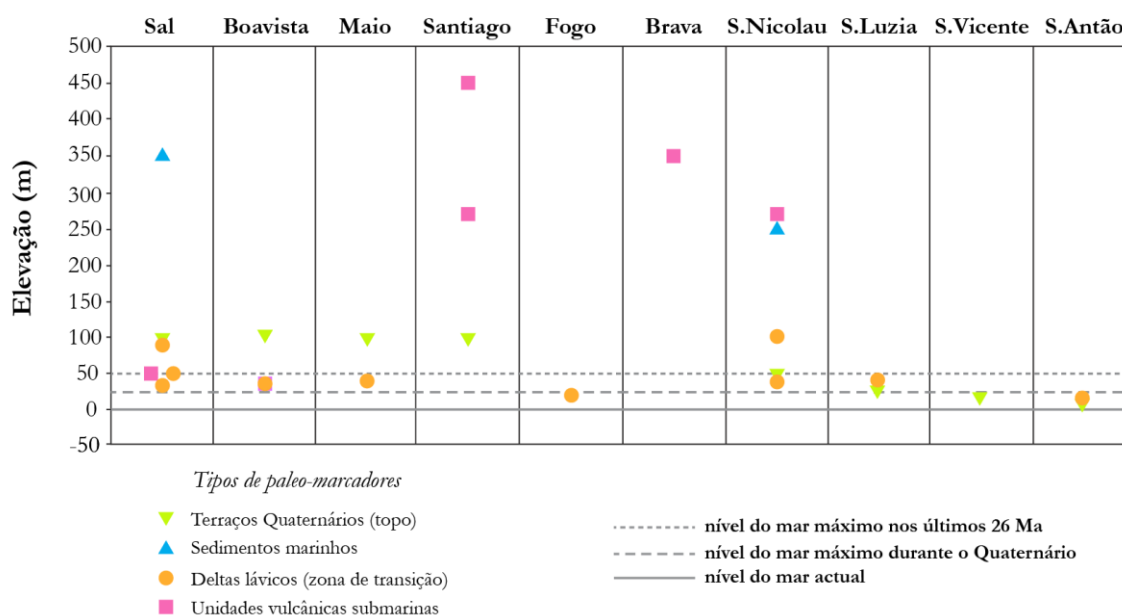 Sal Boavista Maio Santiago Fogo Brava S.Nicolau S.Luzia S.Vicente S.Antão
Elevação (m)
500
450
400
350
300
250
200
150
100
50
0
-50
Tipos de paleo-marcadores
Terraços Quaternários (topo)
Sedimentos marinhos
Deltas lávicos (zona de transição)
Unidades vulcânicas submarinas
nível do mar máximo nos últimos 26 Ma
nível do mar máximo durante o Quaternário
nível do mar actual